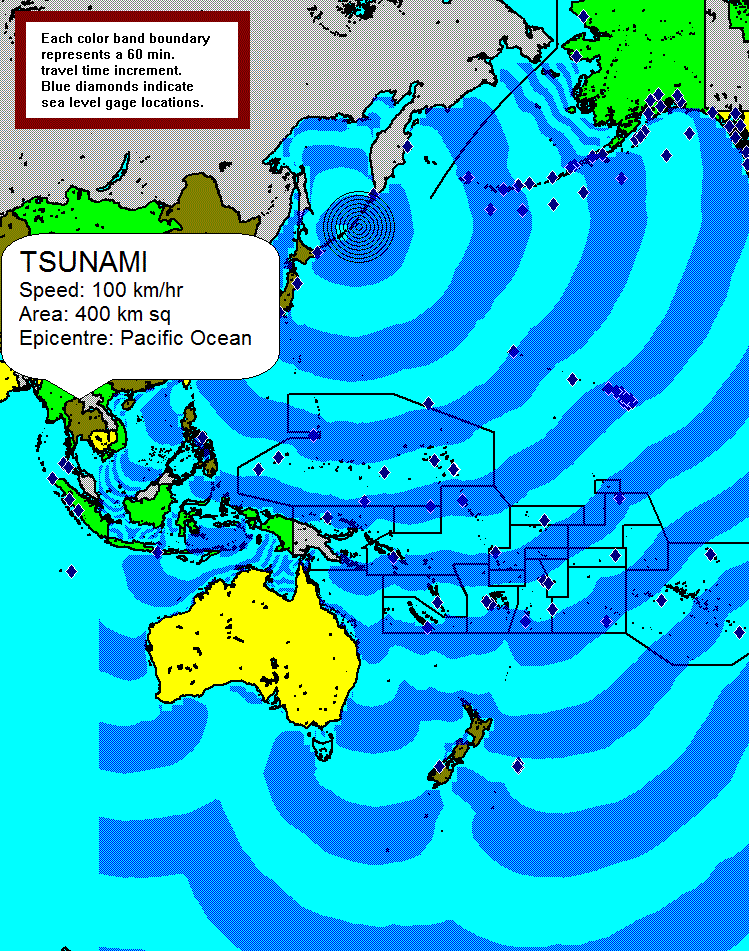 Each color band boundary
represents a 60 min.
travel time increment.
Blue diamonds indicate
sea level gage locations.
TSUNAMI
Speed: 100 km/hr
Area: 400 km sq
Epicentre: Pacific Ocean